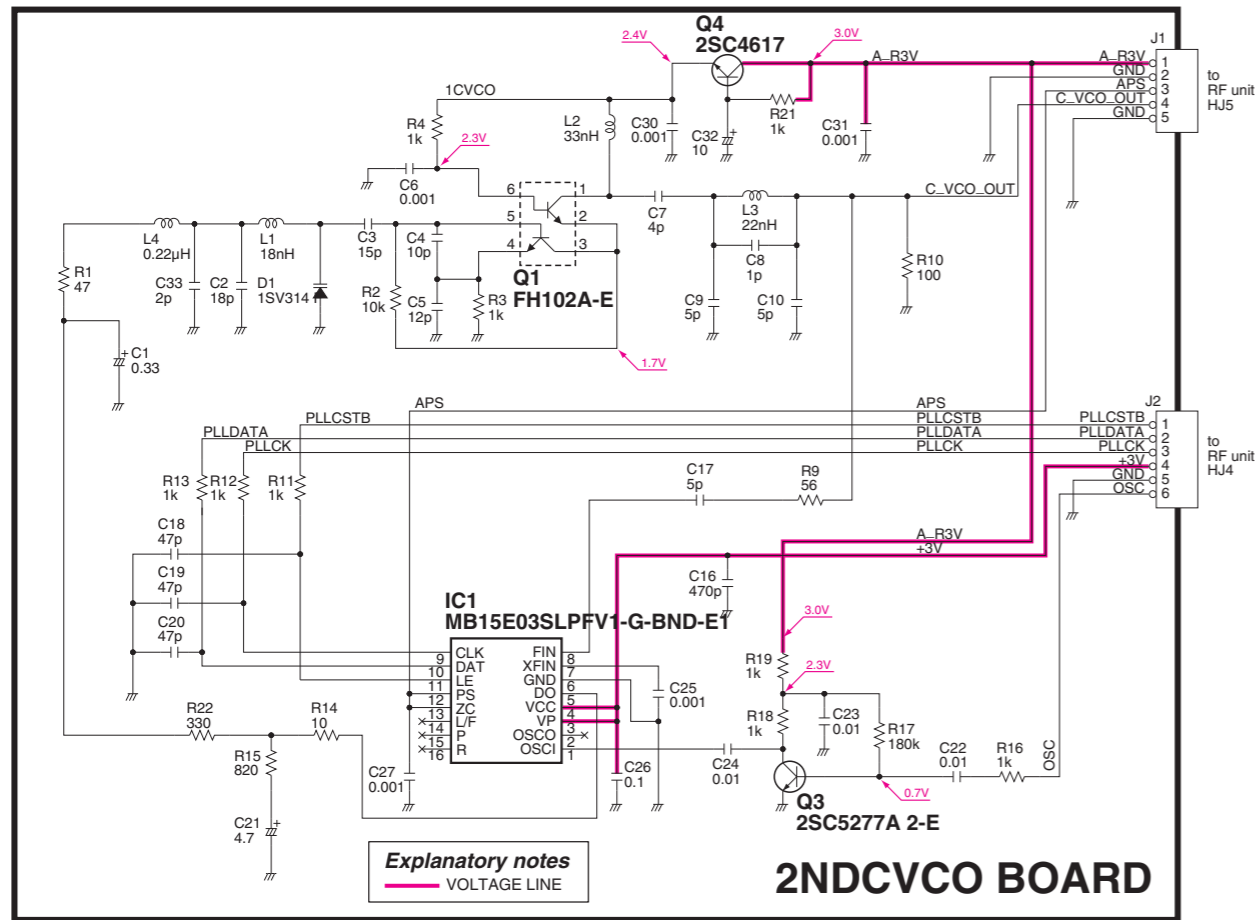 Q4
2SC4617
2.4V
3.0V
A_R3V
J1
A_R3V
1
GND
2
APS
3
C_VCO_OUT
4
GND
5
to
RF unit
HJ5
1CVCO
R4
1k
2.3V
L2
33nH
C30
0.001
C32
10
R21
1k
C31
0.001
C6
0.001
6
1
5
2
4
3
Q1
FH102A-E
C7
4p
L3
22nH
C8
1p
C9
5p
C10
5p
C_VCO_OUT
R10
100
L4
0.22µH
L1
18nH
C3
15p
C4
10p
R1
47
C33
2p
C2
18p
D1
1SV314
R2
10k
C5
12p
R3
1k
C1
0.33
1.7V
APS
APS
PLLCSTB
PLLCSTB
PLLCSTB
PLLDATA
PLLDATA
PLLDATA
PLLCK
PLLCK
PLLCK
J2
1
2
3
+3V
4
GND
5
OSC
6
to
RF unit
HJ4
R13
1k
R12
1k
R11
1k
C17
5p
R9
56
C18
47p
C19
47p
C20
47p
A_R3V
+3V
C16
470p
3.0V
IC1
MB15E03SLPFV1-G-BND-E1
CLK
FIN
9
8
DAT
XFIN
10
7
LE
GND
11
6
PS
DO
12
5
ZC
VCC
13
4
L/F
VP
14
3
P
OSCO
15
2
R
OSCI
16
1
C25
0.001
R19
1k
2.3V
R18
1k
C23
0.01
R17
180k
R22
330
R14
10
R15
820
C27
0.001
C26
0.1
C24
0.01
C22
0.01
R16
1k
OSC
0.7V
Q3
2SC5277A 2-E
C21
4.7
Explanatory notes
VOLTAGE LINE
2NDCVCO BOARD